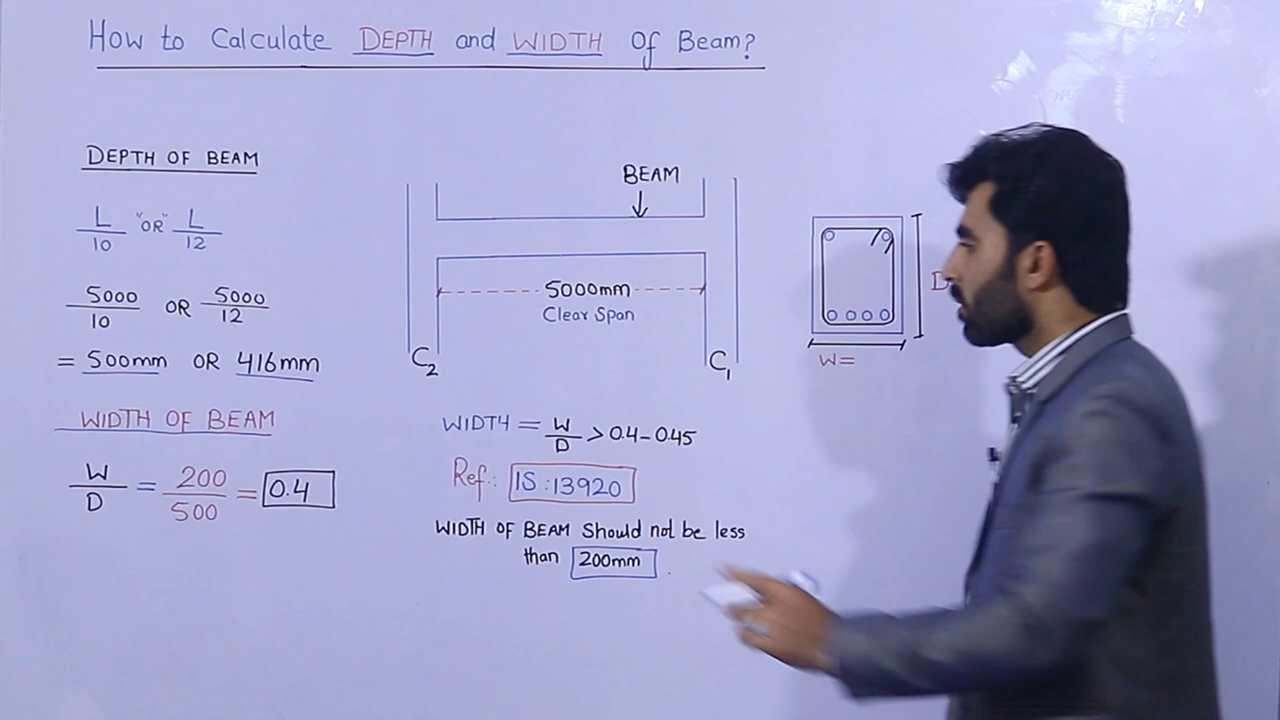 How to Calculate DEPTH and WIDTH Of Beam?
DEPTH OF BEAM
L/10 "OR" L/12
5000/10 OR 5000/12
= 500mm OR 416mm
WIDTH OF BEAM
W/D = 200/500 = 0.4
BEAM
5000mm
Clear Span
C2
C1
WIDT4 = W/D > 0.4-0.45
Ref.: IS:13920
WIDTH OF BEAM Should not be less
than 200mm
D
W=